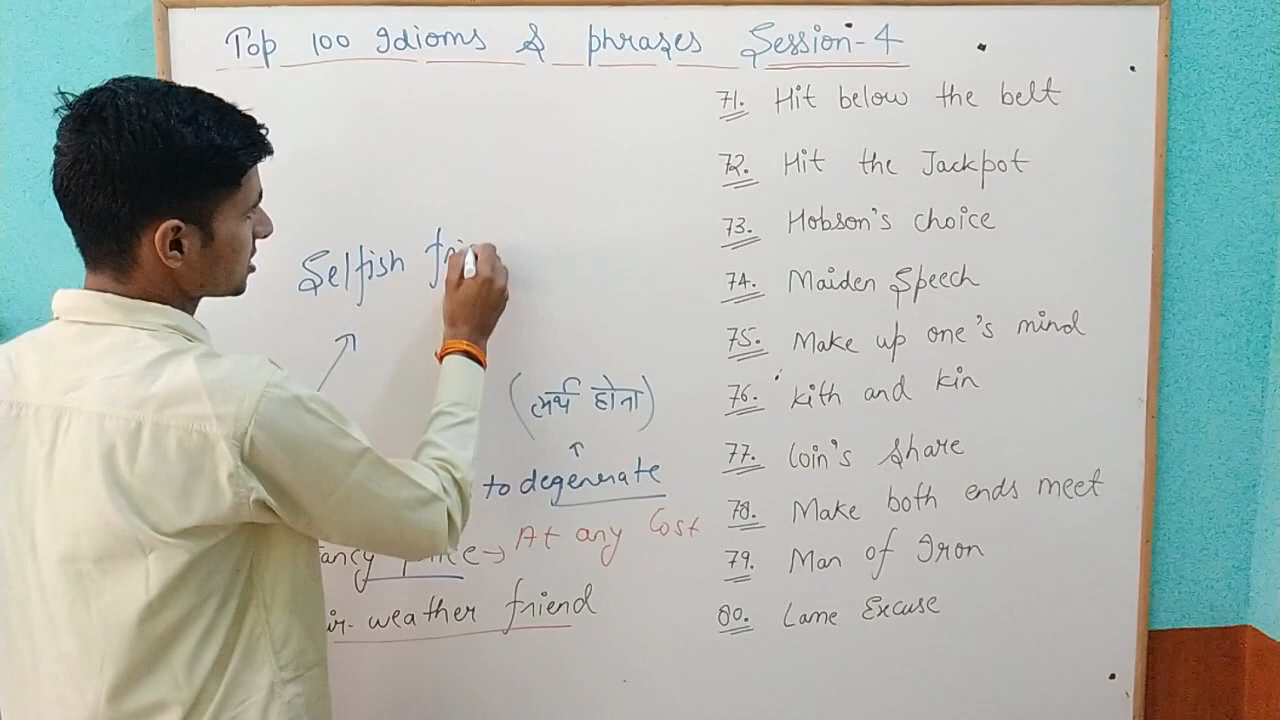 Top 100 Idioms & phrases Session-4
Selfish fri
(व्यर्थ होना)
to degenerate
→ At any Cost
weather friend
71. Hit below the belt
72. Hit the Jackpot
73. Hobson's choice
74. Maiden Speech
75. Make up one's mind
76. Kith and kin
77. Loin's share
78. Make both ends meet
79. Man of Iron
80. Lame Excuse